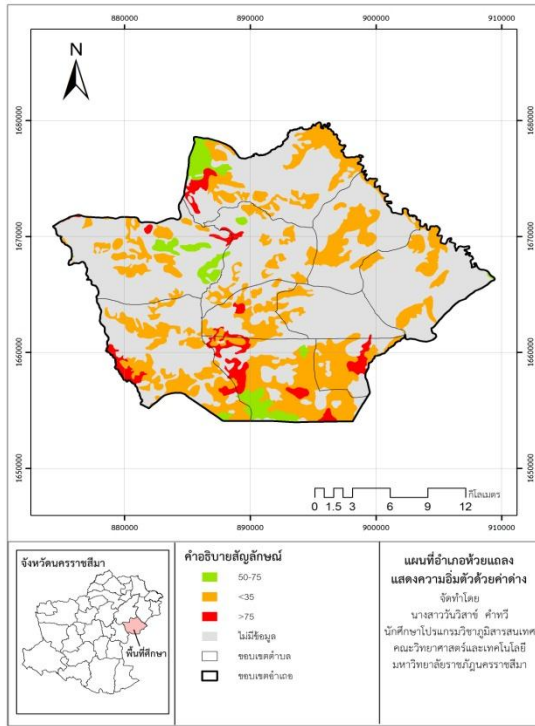 880000
890000
900000
910000
N
1680000
1680000
1670000
1670000
1660000
1660000
1650000
1650000
กิโลเมตร
0 1.5 3 6 9 12
880000
890000
900000
910000
จังหวัดนครราชสีมา
พื้นที่ศึกษา
คำอธิบายสัญลักษณ์
50-75
<35
>75
ไม่มีข้อมูล
ขอบเขตตำบล
ขอบเขตอำเภอ
แผนที่อำเภอห้วยแถลง
แสดงความอิ่มตัวด้วยค่าด่าง
จัดทำโดย
นางสาววันวิสาข์ คำทวี
นักศึกษาโปรแกรมวิชาภูมิสารสนเทศ
คณะวิทยาศาสตร์และเทคโนโลยี
มหาวิทยาลัยราชภัฏนครราชสีมา